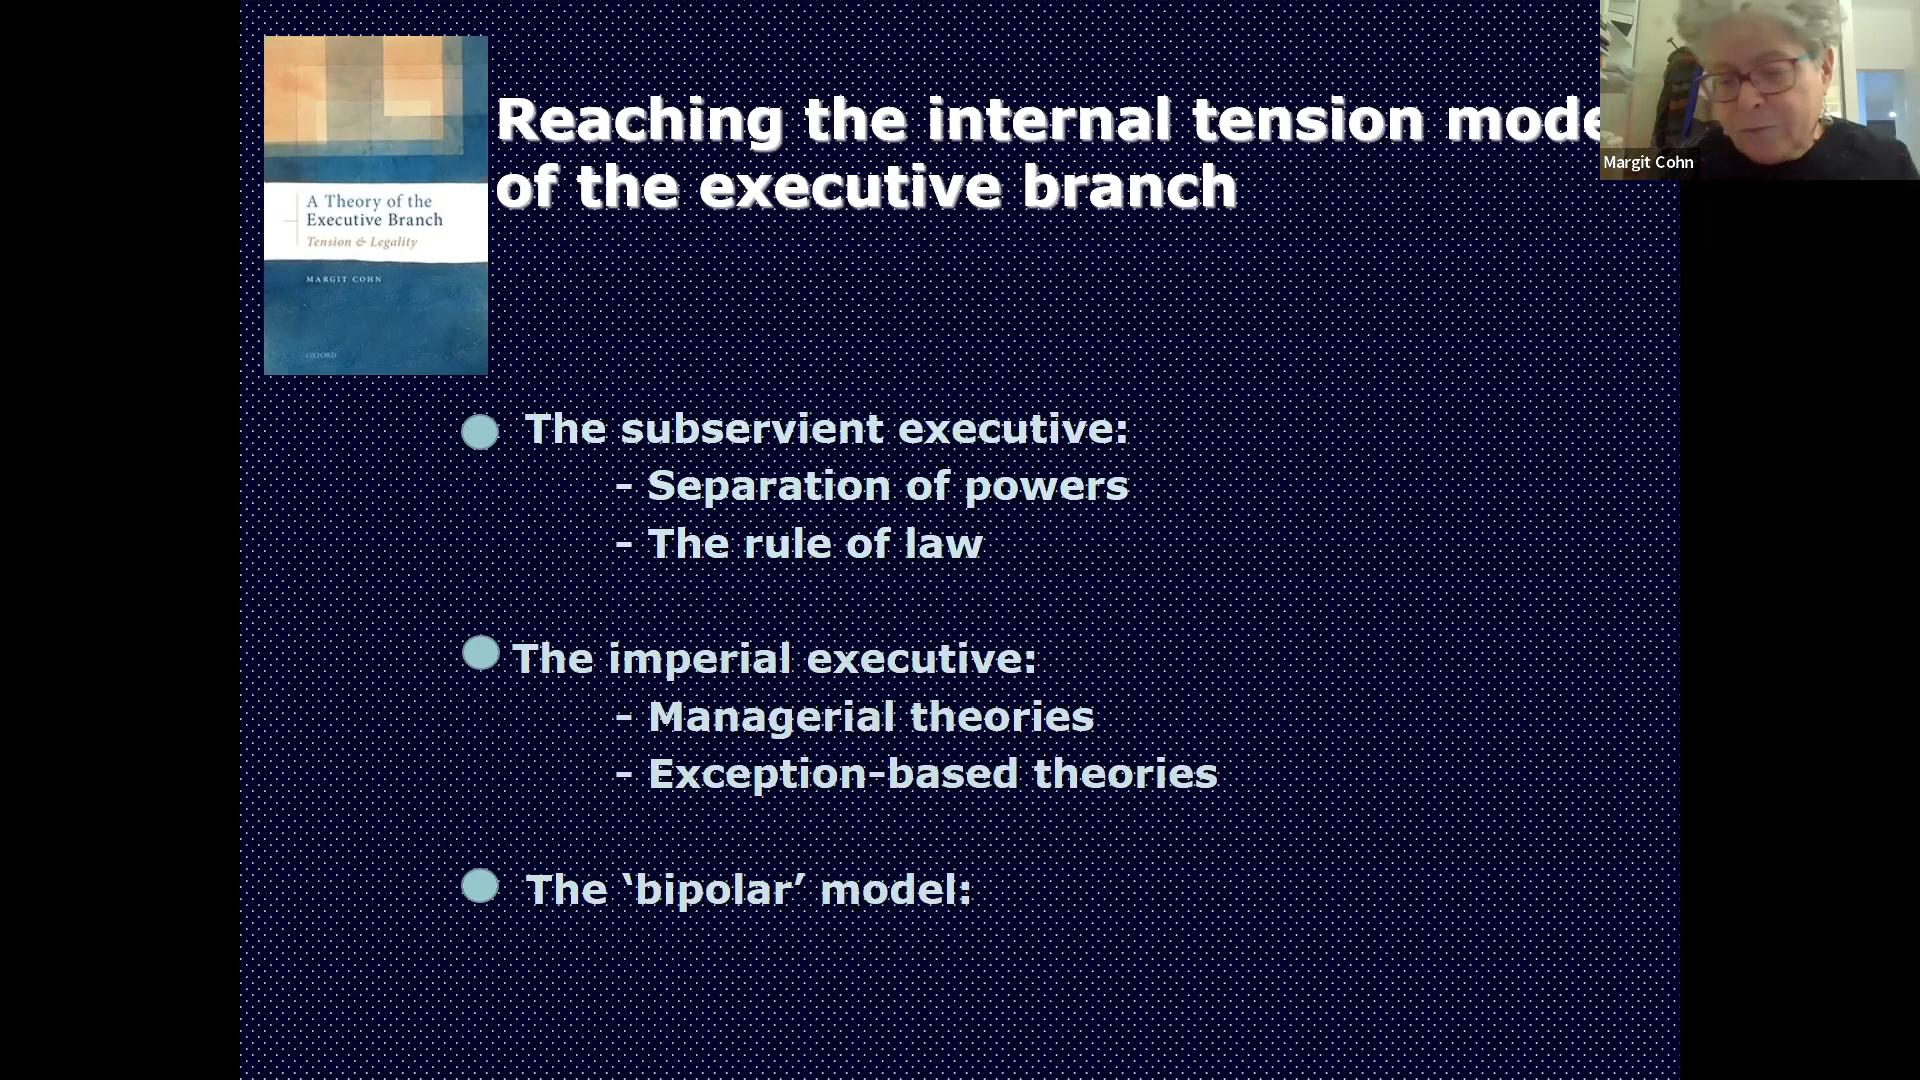 Reaching the internal tension mode
of the executive branch
A Theory of the
Executive Branch
Tension & Legality
MARGIT COHN
OXFORD
Margit Cohn
The subservient executive:
- Separation of powers
- The rule of law
The imperial executive:
- Managerial theories
- Exception-based theories
The ‘bipolar’ model: